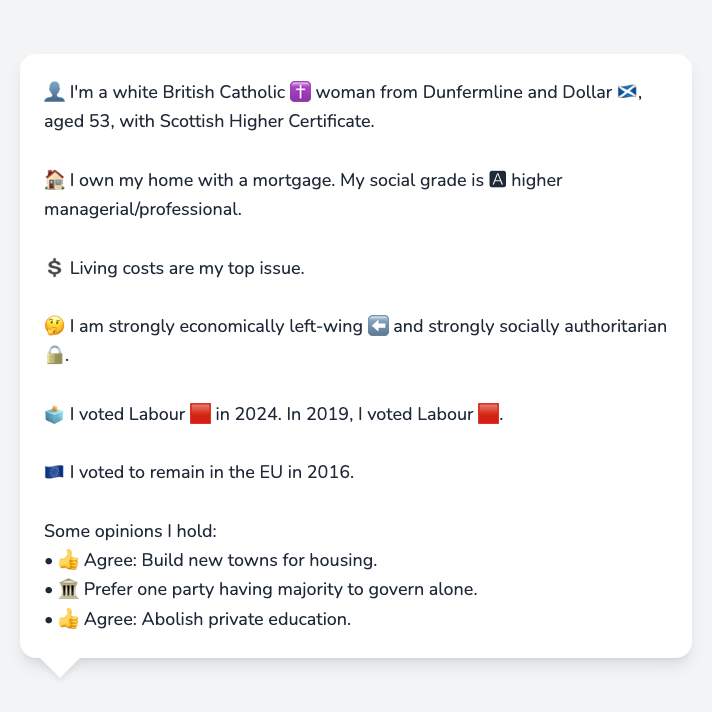 👤 I'm a white British Catholic ✝️ woman from Dunfermline and Dollar 🏴󠁧󠁢󠁳󠁣󠁴󠁿,
aged 53, with Scottish Higher Certificate.
🏠 I own my home with a mortgage. My social grade is 🅰 higher
managerial/professional.
💲 Living costs are my top issue.
🤔 I am strongly economically left-wing ⬅️ and strongly socially authoritarian
🔒.
🗳️ I voted Labour 🟥 in 2024. In 2019, I voted Labour 🟥.
🇪🇺 I voted to remain in the EU in 2016.
Some opinions I hold:
• 👍 Agree: Build new towns for housing.
• 🏛️ Prefer one party having majority to govern alone.
• 👍 Agree: Abolish private education.